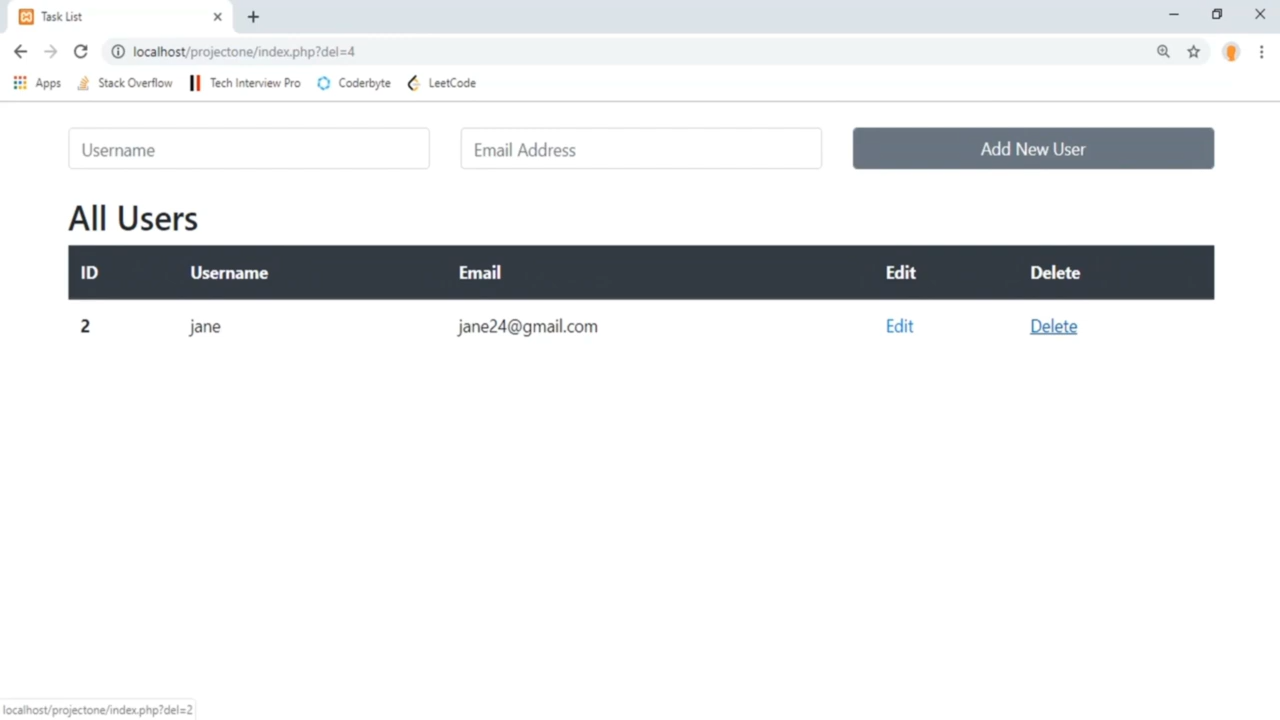 Task List
localhost/projectone/index.php?del=4
Apps Stack Overflow Tech Interview Pro Coderbyte LeetCode
Username Email Address Add New User
All Users
ID Username Email Edit Delete
2 jane jane24@gmail.com Edit Delete
localhost/projectone/index.php?del=2